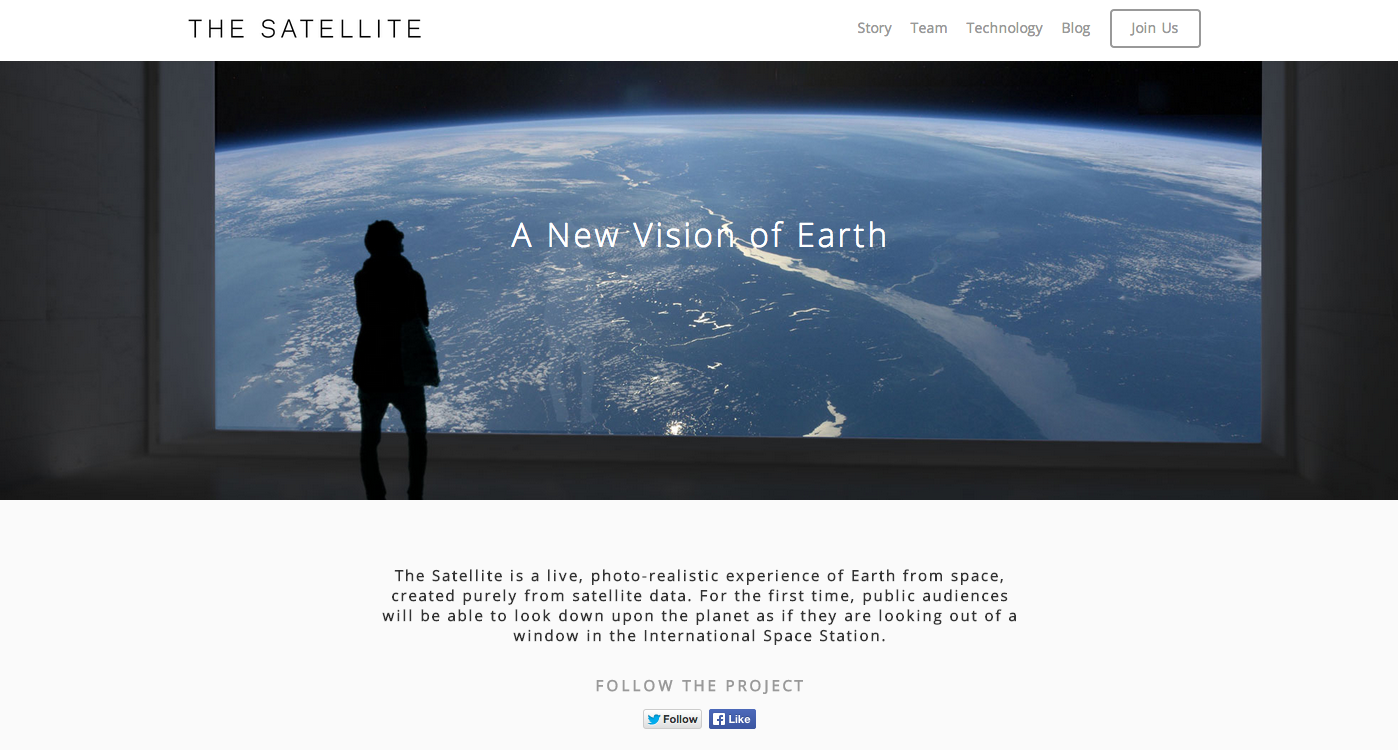 THE SATELLITE
Story Team Technology Blog Join Us
A New Vision of Earth
The Satellite is a live, photo-realistic experience of Earth from space,
created purely from satellite data. For the first time, public audiences
will be able to look down upon the planet as if they are looking out of a
window in the International Space Station.
FOLLOW THE PROJECT
Follow Like